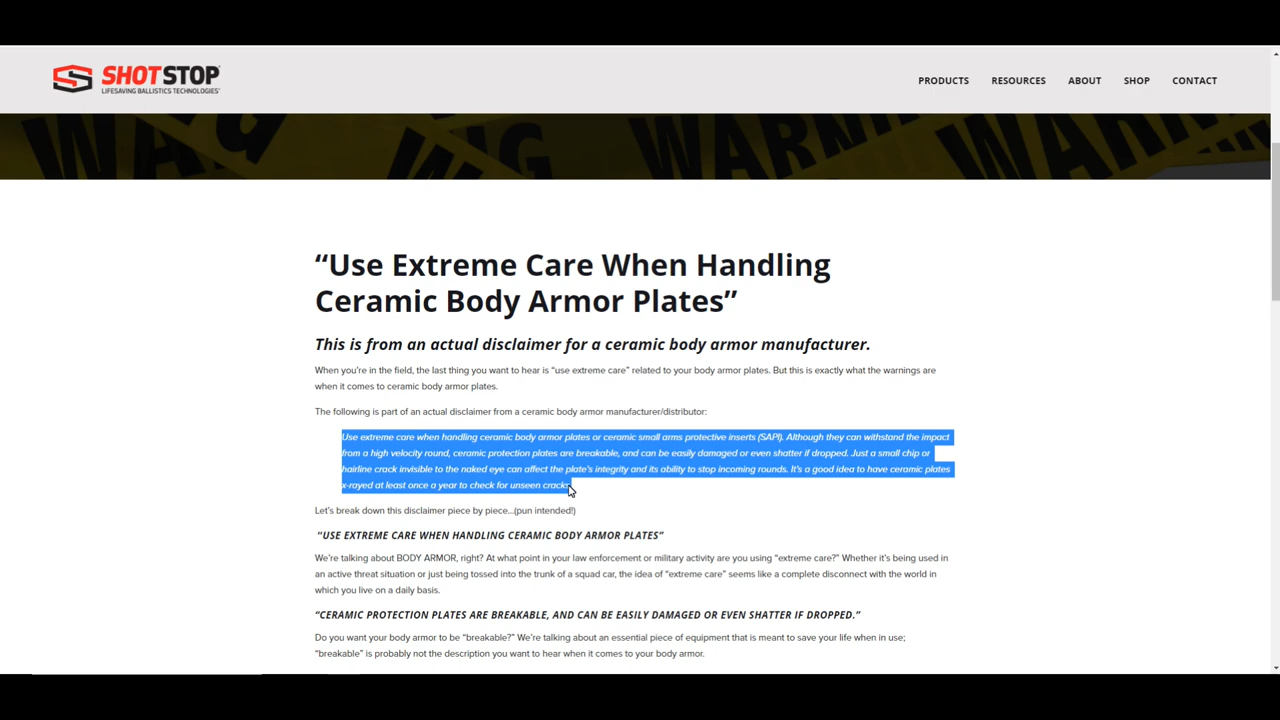 SHOTSTOP
LIFESAVING BALLISTICS TECHNOLOGIES
PRODUCTS RESOURCES ABOUT SHOP CONTACT
“Use Extreme Care When Handling
Ceramic Body Armor Plates”
This is from an actual disclaimer for a ceramic body armor manufacturer.
When you’re in the field, the last thing you want to hear is “use extreme care” related to your body armor plates. But this is exactly what the warnings are
when it comes to ceramic body armor plates.
The following is part of an actual disclaimer from a ceramic body armor manufacturer/distributor:
Use extreme care when handling ceramic body armor plates or ceramic small arms protective inserts (SAPI). Although they can withstand the impact
from a high velocity round, ceramic protection plates are breakable, and can be easily damaged or even shatter if dropped. Just a small chip or
hairline crack invisible to the naked eye can affect the plate’s integrity and its ability to stop incoming rounds. It’s a good idea to have ceramic plates
x-rayed at least once a year to check for unseen cracks.
Let’s break down this disclaimer piece by piece...(pun intended!)
“USE EXTREME CARE WHEN HANDLING CERAMIC BODY ARMOR PLATES”
We’re talking about BODY ARMOR, right? At what point in your law enforcement or military activity are you using “extreme care?” Whether it’s being used in
an active threat situation or just being tossed into the trunk of a squad car, the idea of “extreme care” seems like a complete disconnect with the world in
which you live on a daily basis.
“CERAMIC PROTECTION PLATES ARE BREAKABLE, AND CAN BE EASILY DAMAGED OR EVEN SHATTER IF DROPPED.”
Do you want your body armor to be “breakable?” We’re talking about an essential piece of equipment that is meant to save your life when in use;
“breakable” is probably not the description you want to hear when it comes to your body armor.